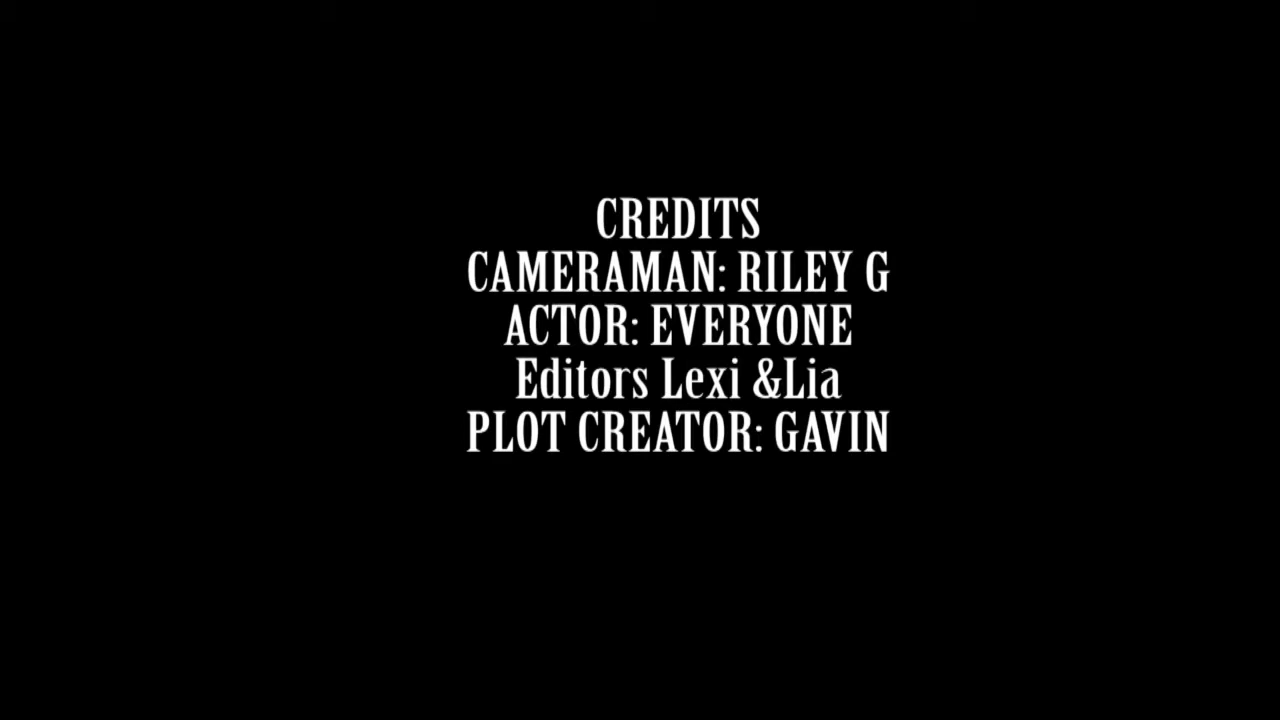 CREDITS
CAMERAMAN: RILEY G
ACTOR: EVERYONE
Editors Lexi &Lia
PLOT CREATOR: GAVIN